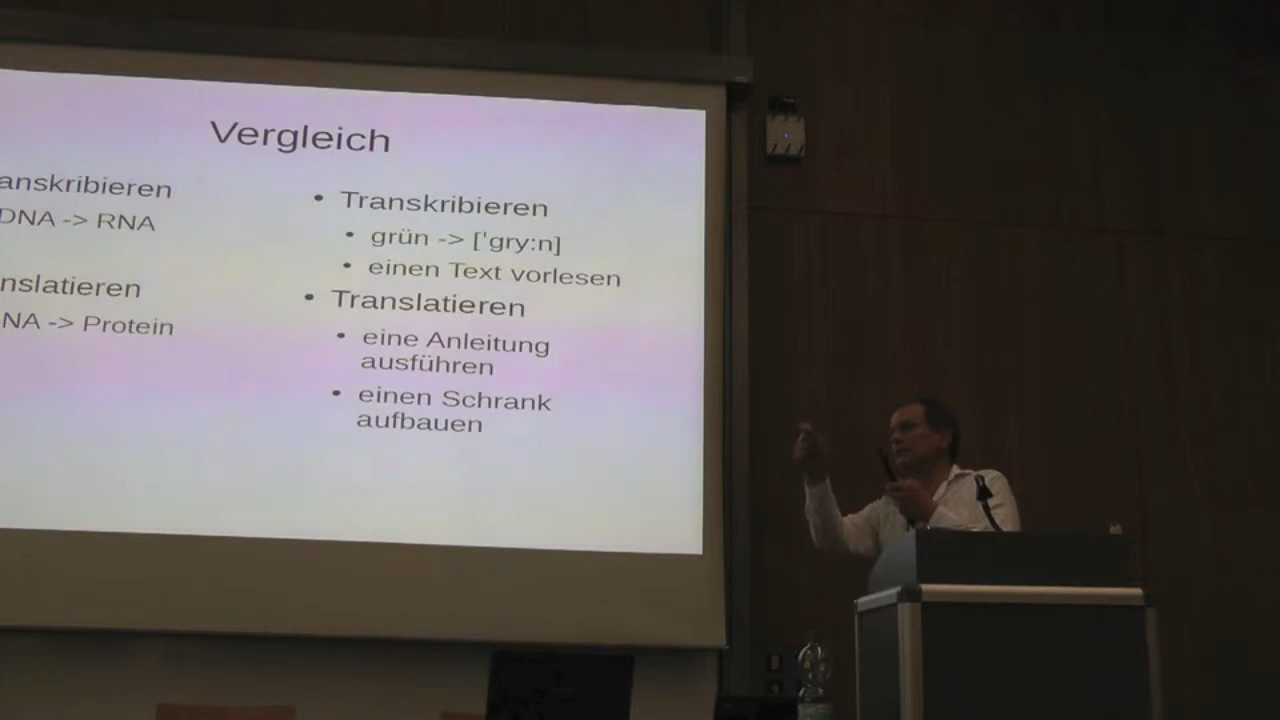 Vergleich
anskribieren
DNA -> RNA
nslatieren
NA -> Protein
• Transkribieren
• grün -> ['gry:n]
• einen Text vorlesen
• Translatieren
• eine Anleitung
ausführen
• einen Schrank
aufbauen